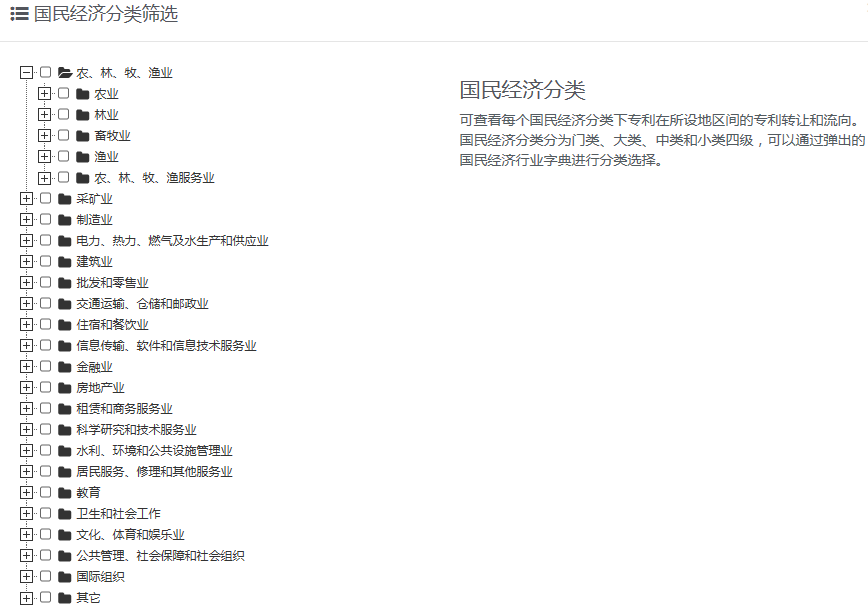 国民经济分类筛选
农、林、牧、渔业
农业
林业
畜牧业
渔业
农、林、牧、渔服务业
采矿业
制造业
电力、热力、燃气及水生产和供应业
建筑业
批发和零售业
交通运输、仓储和邮政业
住宿和餐饮业
信息传输、软件和信息技术服务业
金融业
房地产业
租赁和商务服务业
科学研究和技术服务业
水利、环境和公共设施管理业
居民服务、修理和其他服务业
教育
卫生和社会工作
文化、体育和娱乐业
公共管理、社会保障和社会组织
国际组织
其它
国民经济分类
可查看每个国民经济分类下专利在所设地区间的专利转让和流向。
国民经济分类分为门类、大类、中类和小类四级，可以通过弹出的
国民经济行业字典进行分类选择。